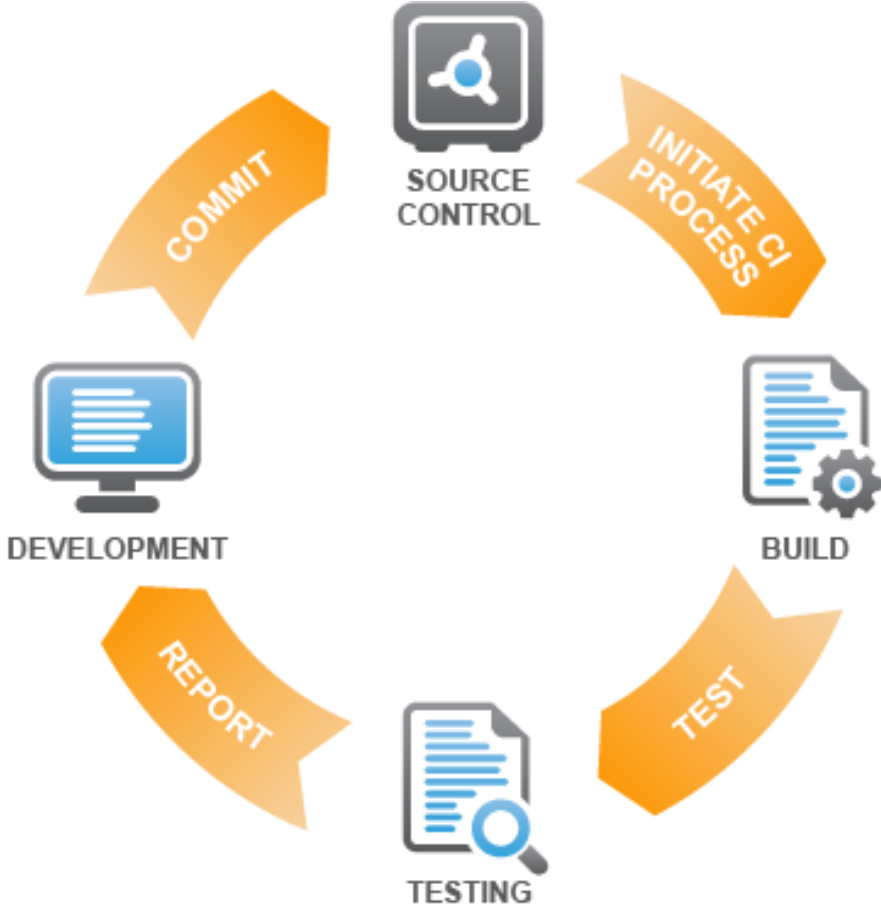 SOURCE
CONTROL
INITIATE CI
PROCESS
BUILD
TEST
TESTING
REPORT
DEVELOPMENT
COMMIT